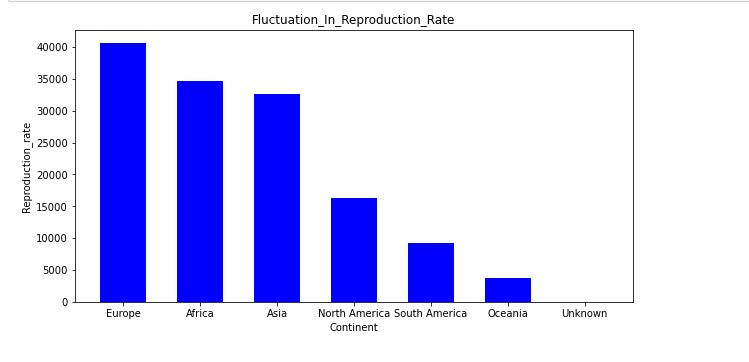 Fluctuation_In_Reproduction_Rate
40000
35000
30000
25000
20000
15000
10000
5000
0
Reproduction_rate
Europe Africa Asia North America South America Oceania Unknown
Continent